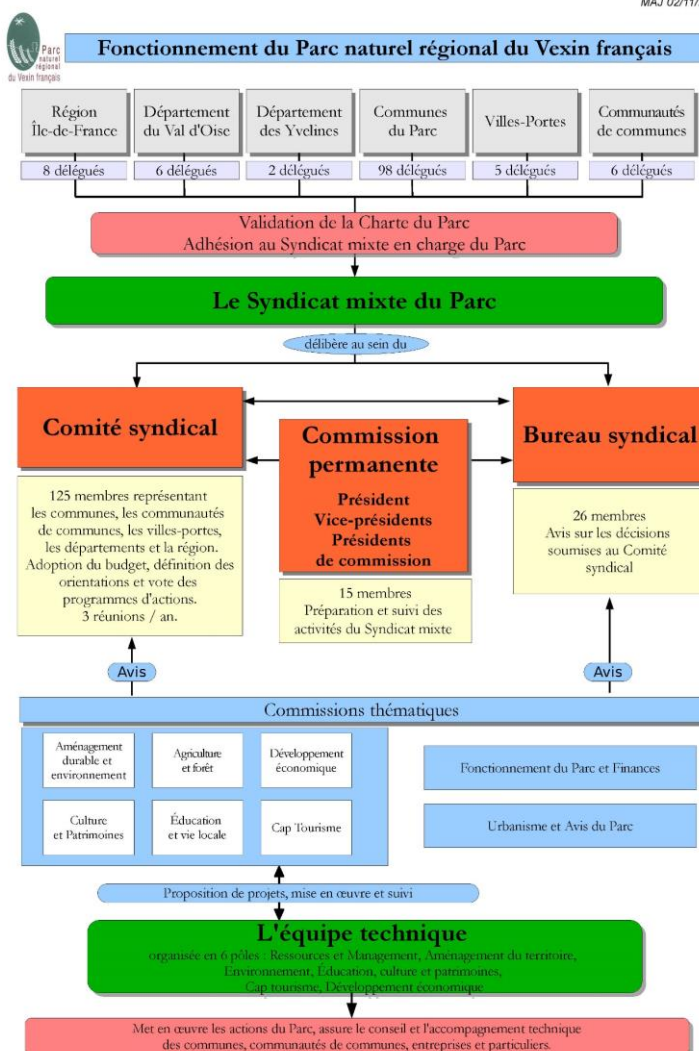 MAJ 02/11/
Parc
naturel
régional
du Vexin français
Fonctionnement du Parc naturel régional du Vexin français
Région
Île-de-France
Département
du Val d'Oise
Département
des Yvelines
Communes
du Parc
Villes-Portes
Communautés
de communes
8 délégués
6 délégués
2 délégués
98 délégués
5 délégués
6 délégués
Validation de la Charte du Parc
Adhésion au Syndicat mixte en charge du Parc
Le Syndicat mixte du Parc
délibère au sein du
Comité syndical
125 membres représentant
les communes, les communautés
de communes, les villes-portes,
les départements et la région.
Adoption du budget, définition des
orientations et vote des
programmes d'actions.
3 réunions / an.
Commission
permanente
Président
Vice-présidents
Présidents
de commission
15 membres
Préparation et suivi des
activités du Syndicat mixte
Bureau syndical
26 membres
Avis sur les décisions
soumises au Comité
syndical
Avis
Avis
Commissions thématiques
Aménagement
durable et
environnement
Agriculture
et forêt
Développement
économique
Culture
et Patrimoines
Éducation
et vie locale
Cap Tourisme
Fonctionnement du Parc et Finances
Urbanisme et Avis du Parc
Proposition de projets, mise en œuvre et suivi
L'équipe technique
organisée en 6 pôles : Ressources et Management, Aménagement du territoire,
Environnement, Éducation, culture et patrimoines,
Cap tourisme, Développement économique
Met en œuvre les actions du Parc, assure le conseil et l'accompagnement technique
des communes, communautés de communes, entreprises et particuliers.